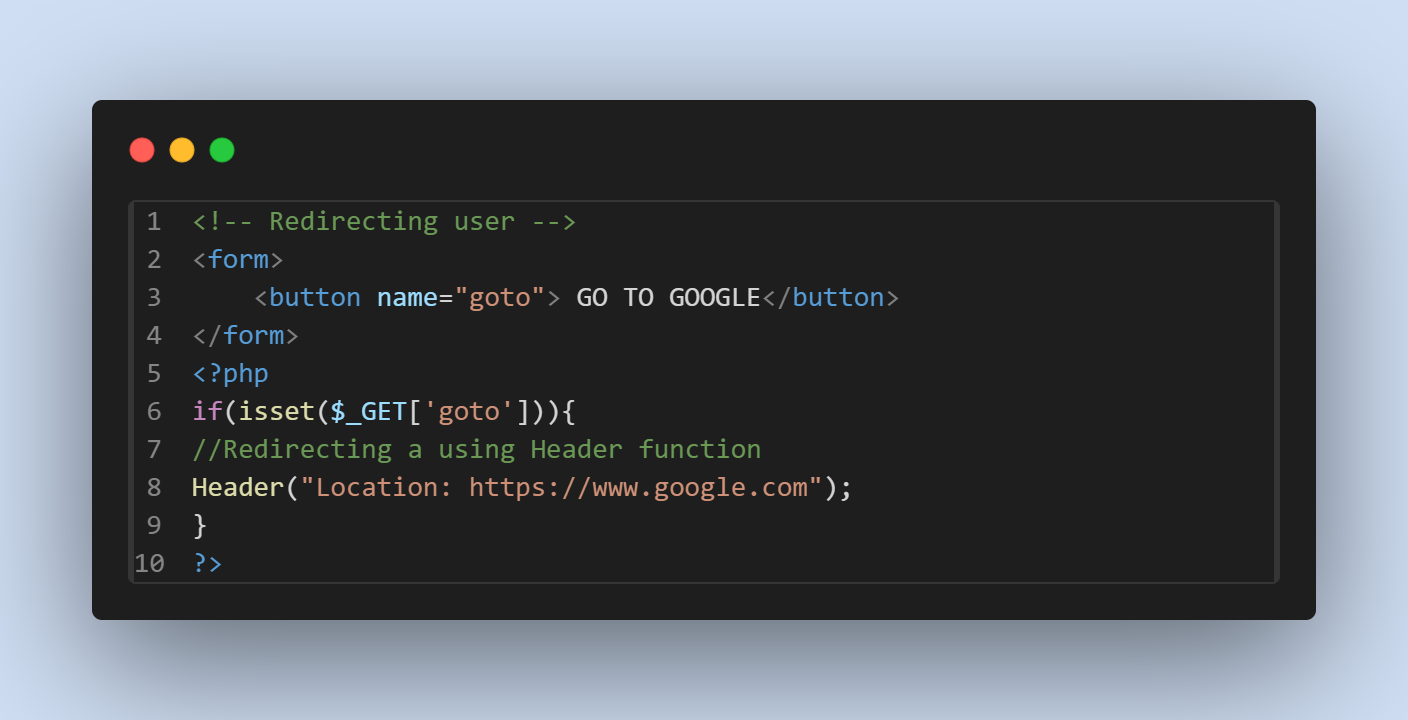 1 <!-- Redirecting user -->
2 <form>
3     <button name="goto"> GO TO GOOGLE</button>
4 </form>
5 <?php
6 if(isset($_GET['goto'])){
7 //Redirecting a using Header function
8 Header("Location: https://www.google.com");
9 }
10 ?>